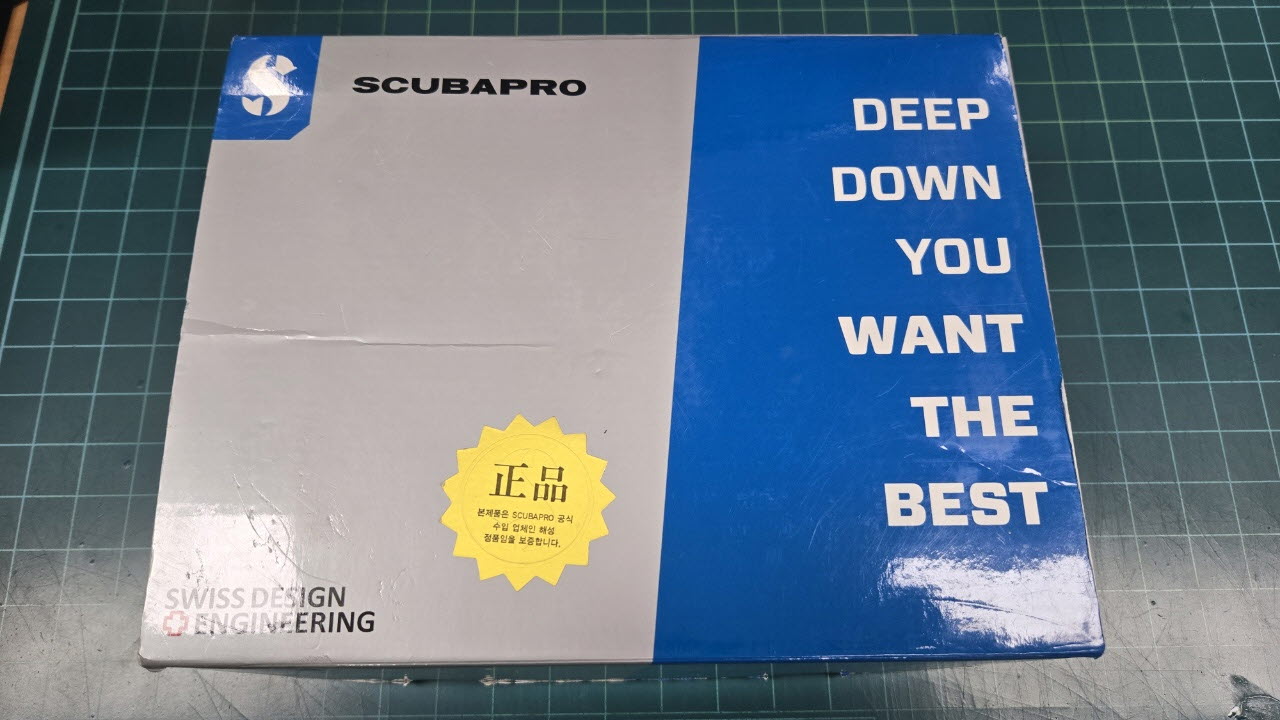 S
SCUBAPRO
DEEP
DOWN
YOU
WANT
THE
BEST
正品
본제품은 SCUBAPRO 공식
수입 업체인 해성
정품임을 보증합니다.
SWISS DESIGN
ENGINEERING